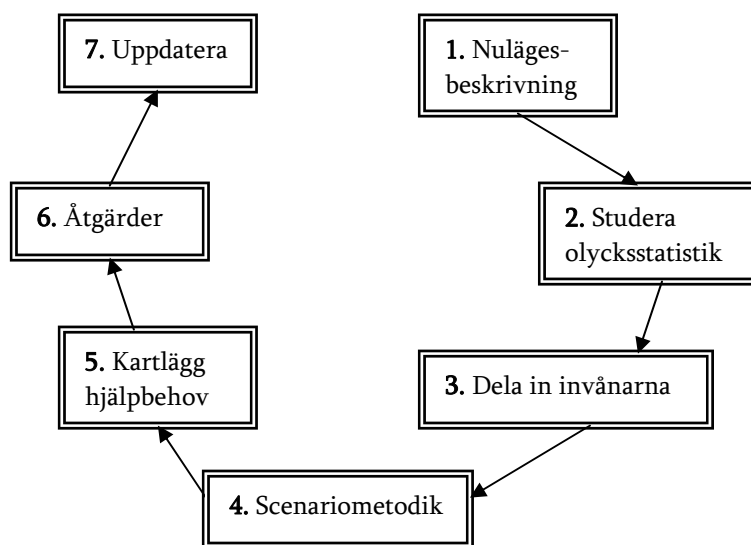 7. Uppdatera
1. Nuläges-
beskrivning
6. Åtgärder
2. Studera
olycksstatistik
5. Kartlägg
hjälpbehov
3. Dela in invånarna
4. Scenariometodik